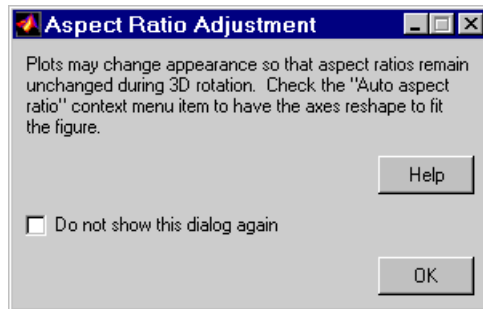 Aspect Ratio Adjustment
Plots may change appearance so that aspect ratios remain
unchanged during 3D rotation. Check the "Auto aspect
ratio" context menu item to have the axes reshape to fit
the figure.
Help
Do not show this dialog again
OK